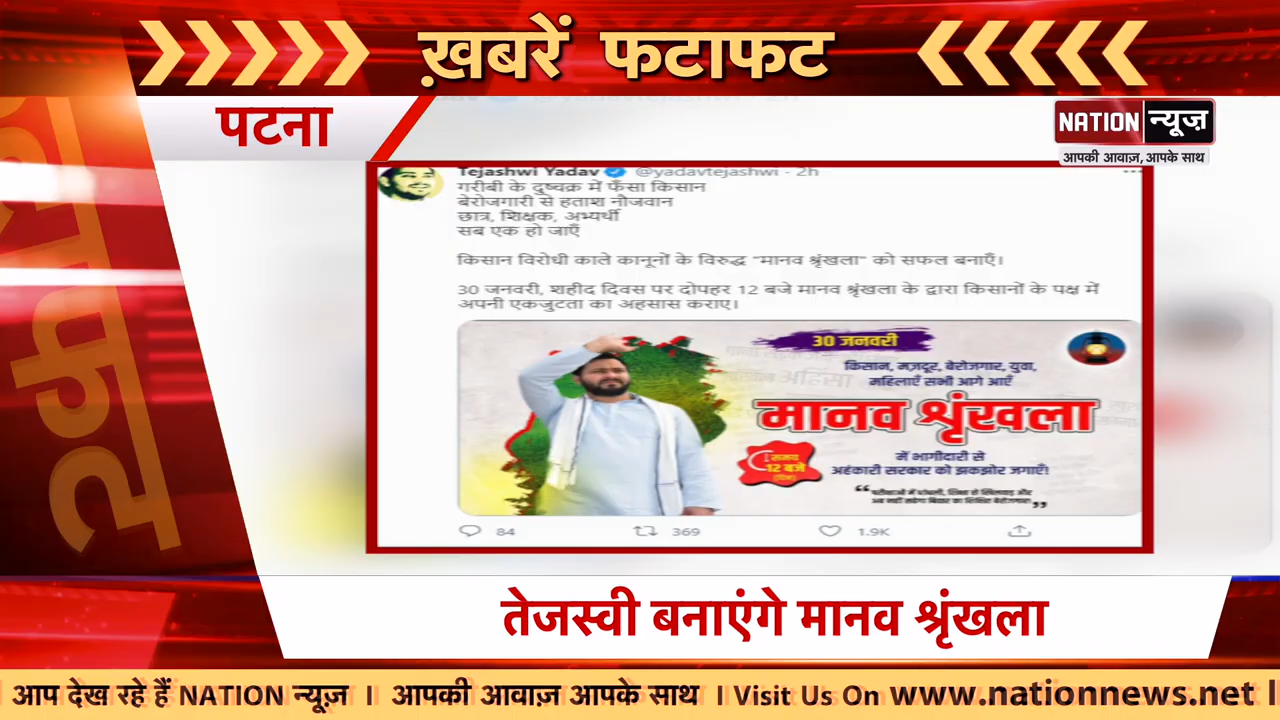 ख़बरें फटाफट
पटना
NATION न्यूज़
आपकी आवाज़, आपके साथ
Tejashwi Yadav @yadavtejashwi - 2h
गरीबी के दुष्चक्र में फँसा किसान
बेरोजगारी से हताश नौजवान
छात्र, शिक्षक, अभ्यर्थी
सब एक हो जाएँ
किसान विरोधी काले कानूनों के विरुद्ध "मानव श्रृंखला" को सफल बनाएँ।
30 जनवरी, शहीद दिवस पर दोपहर 12 बजे मानव श्रृंखला के द्वारा किसानों के पक्ष में
अपनी एकजुटता का अहसास कराए।
30 जनवरी
किसान, मज़दूर, बेरोजगार, युवा,
महिलाएँ सभी आगे आएँ
मानव श्रृंखला
समय
12 बजे
में भागीदारी से
अहंकारी सरकार को झकझोर जगाएँ!
84 369 1.9K
तेजस्वी बनाएंगे मानव श्रृंखला
आप देख रहे हैं NATION न्यूज़ । आपकी आवाज़ आपके साथ । Visit Us On www.nationnews.net ।